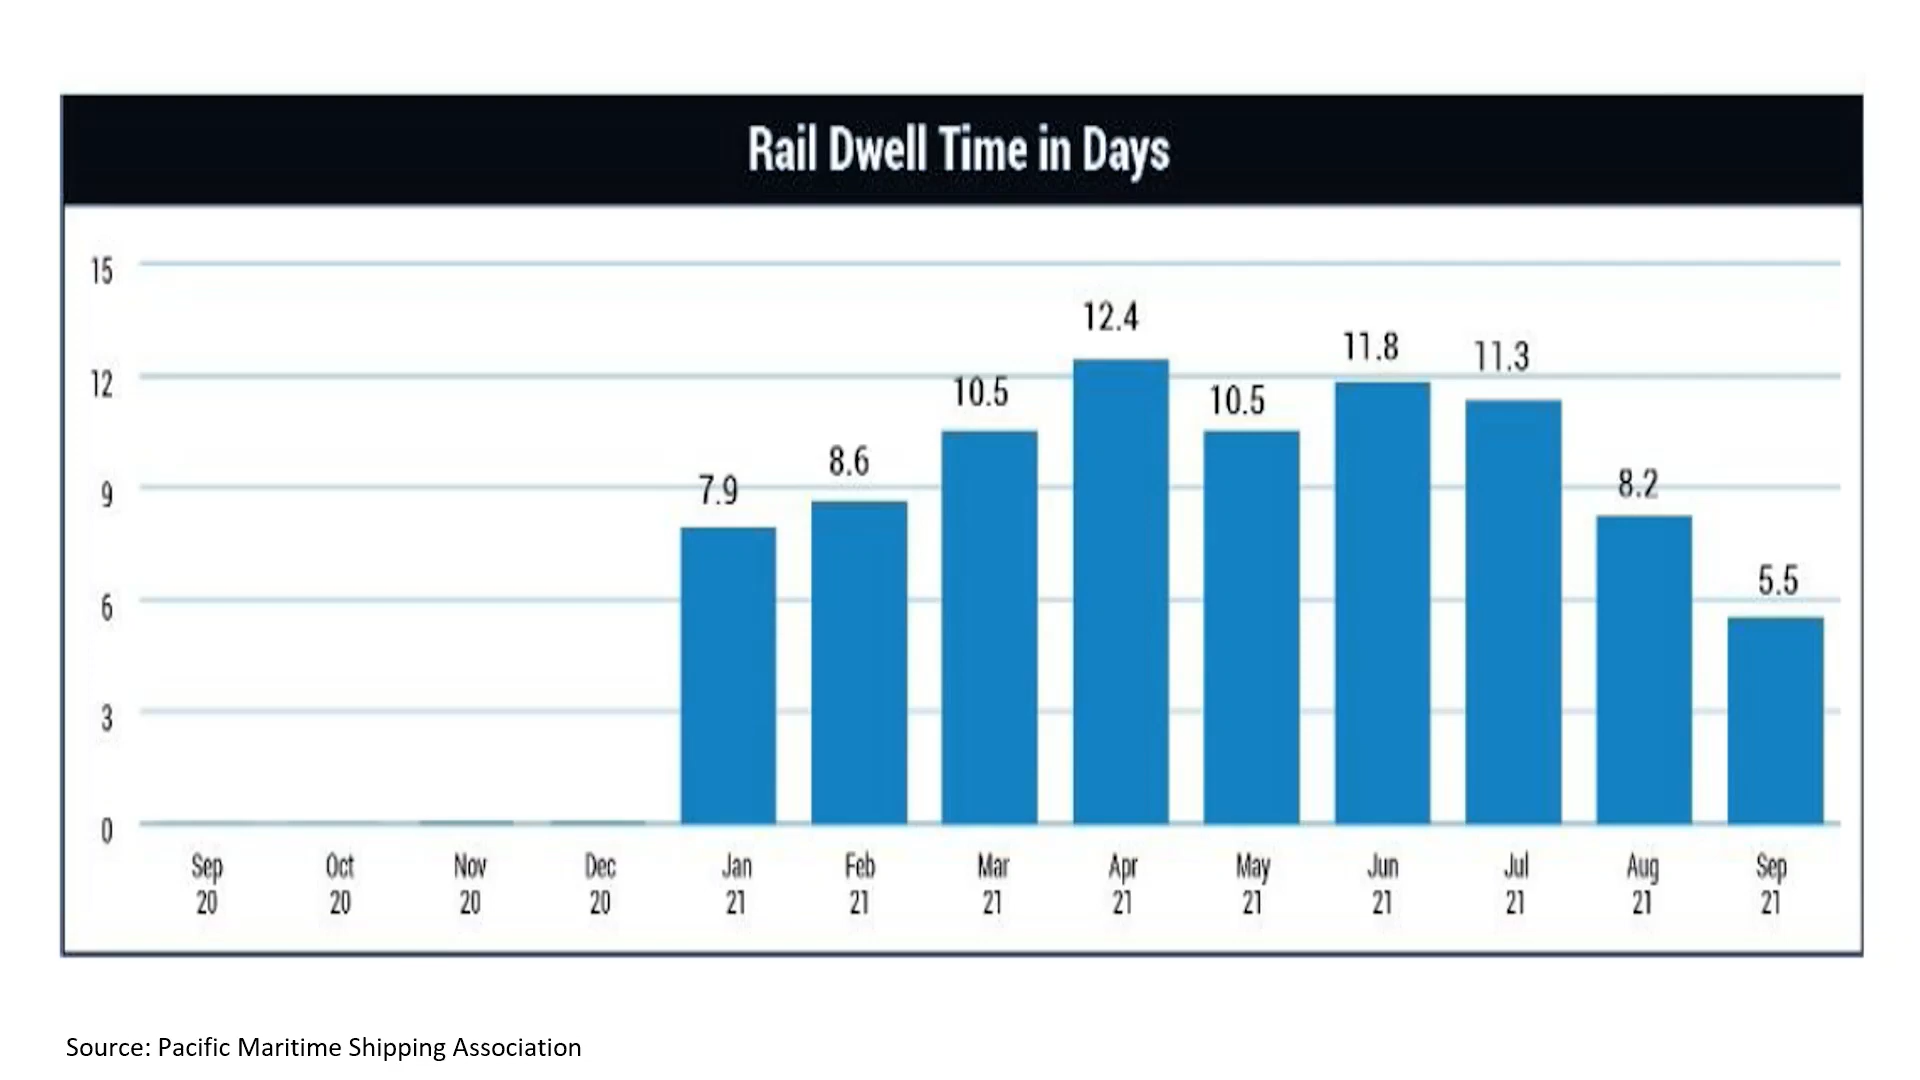 Rail Dwell Time in Days
15
12
9
6
3
0
7.9
8.6
10.5
12.4
10.5
11.8
11.3
8.2
5.5
Sep
20
Oct
20
Nov
20
Dec
20
Jan
21
Feb
21
Mar
21
Apr
21
May
21
Jun
21
Jul
21
Aug
21
Sep
21
Source: Pacific Maritime Shipping Association